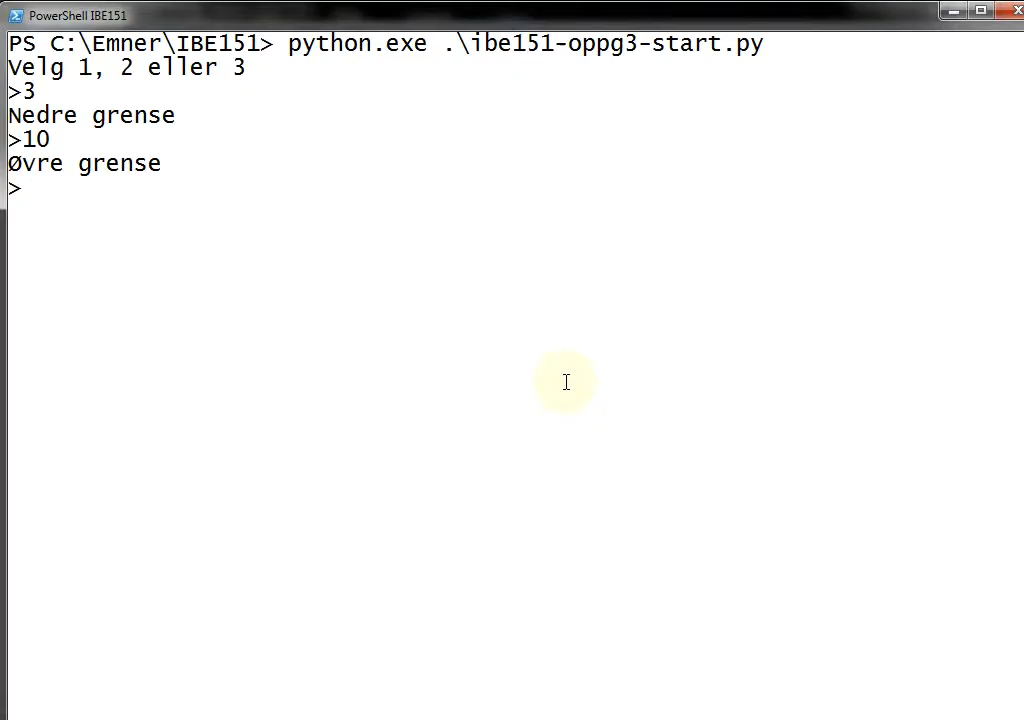 PowerShell IBE151
PS C:\Emner\IBE151> python.exe .\ibe151-oppg3-start.py
Velg 1, 2 eller 3
>3
Nedre grense
>10
Øvre grense
>